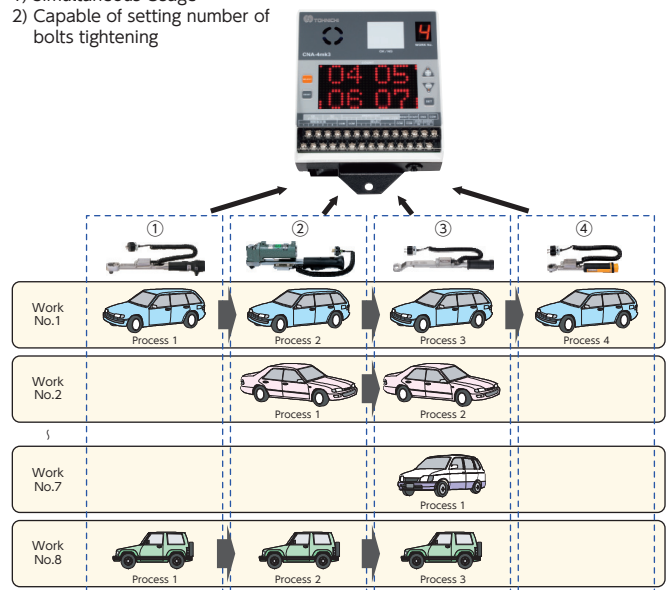 1) Simultaneous usage
2) Capable of setting number of
bolts tightening
TOHNICHI
CNA-4mk3
4
WORK No.
04 05
06 07
① ② ③ ④
Work
No.1
Process 1 Process 2 Process 3 Process 4
Work
No.2
Process 1 Process 2
Work
No.7
Process 1
Work
No.8
Process 1 Process 2 Process 3